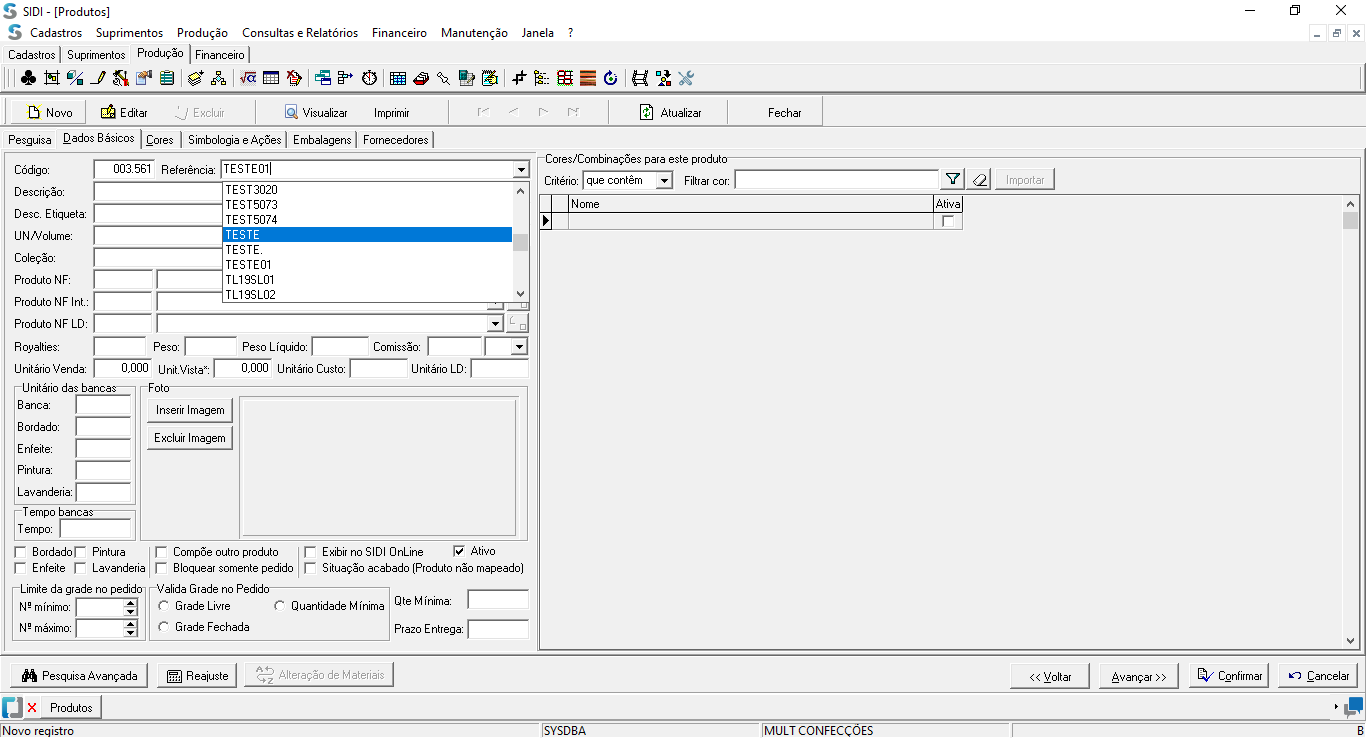 SIDI - [Produtos]
Cadastros Suprimentos Produção Consultas e Relatórios Financeiro Manutenção Janela ?
Cadastros Suprimentos Produção Financeiro
Novo Editar Excluir Visualizar Imprimir Atualizar Fechar
Pesquisa Dados Básicos Cores Simbologia e Ações Embalagens Fornecedores
Código: 003.561 Referência: TESTE01
Descrição:
Desc. Etiqueta:
UN/Volume:
Coleção:
Produto NF:
Produto NF Int.:
Produto NF LD:
TEST3020
TEST5073
TEST5074
TESTE
TESTE.
TESTE01
TL19SL01
TL19SL02
Royalties: Peso: Peso Líquido: Comissão:
Unitário Venda: 0,000 Unit.Vista*: 0,000 Unitário Custo: Unitário LD:
Unitário das bancas
Banca:
Bordado:
Enfeite:
Pintura:
Lavanderia:
Foto
Inserir Imagem
Excluir Imagem
Tempo bancas
Tempo:
Bordado Pintura Compõe outro produto Exibir no SIDI OnLine Ativo
Enfeite Lavanderia Bloquear somente pedido Situação acabado (Produto não mapeado)
Limite da grade no pedido
Nº mínimo:
Nº máximo:
Valida Grade no Pedido
Grade Livre Quantidade Mínima
Grade Fechada
Qte Mínima:
Prazo Entrega:
Cores/Combinações para este produto
Critério: que contêm Filtrar cor: Importar
Nome Ativa
Pesquisa Avançada Reajuste Alteração de Materiais << Voltar Avançar >> Confirmar Cancelar
Produtos
Novo registro SYSDBA MULT CONFECÇÕES B